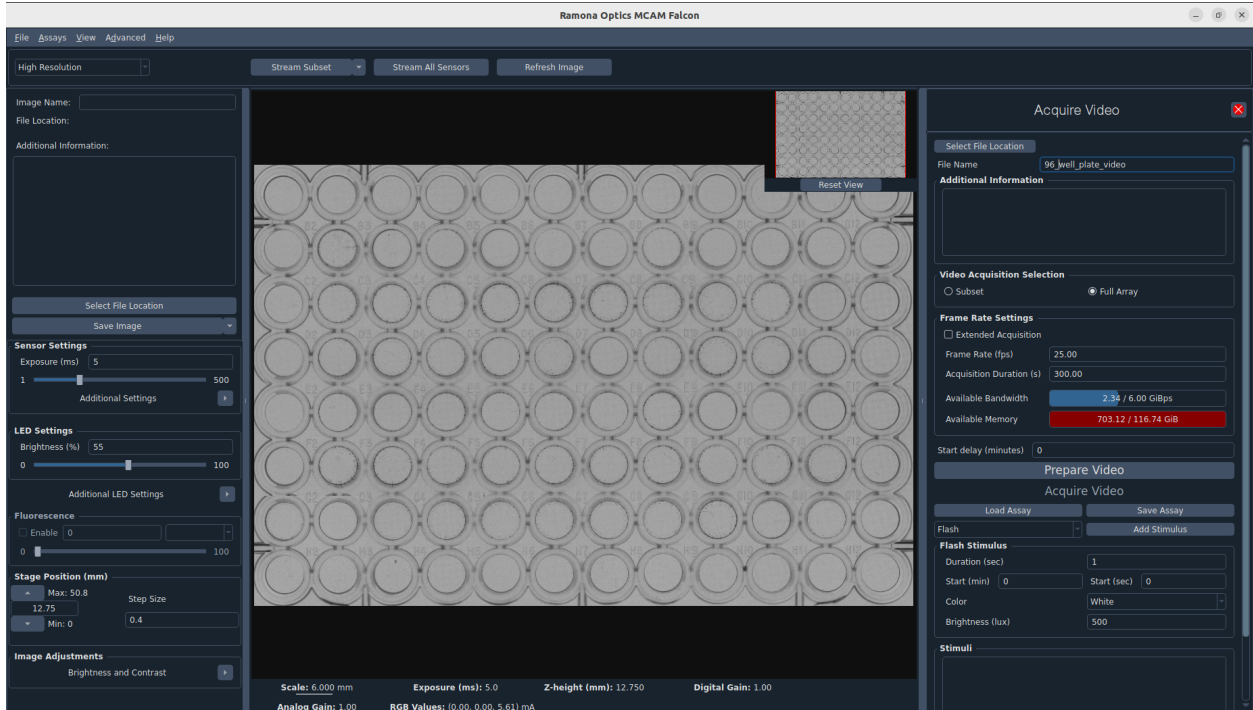 Ramona Optics MCAM Falcon
File Assays View Advanced Help
High Resolution
Stream Subset
Stream All Sensors
Refresh Image
Image Name:
File Location:
Additional Information:
Select File Location
Save Image
Sensor Settings
Exposure (ms) 5
1 500
Additional Settings
LED Settings
Brightness (%) 55
0 100
Additional LED Settings
Fluorescence
Enable 0
0 100
Stage Position (mm)
Max: 50.8
Step Size
12.75
0.4
Min: 0
Image Adjustments
Brightness and Contrast
Reset View
Scale: 6.000 mm Exposure (ms): 5.0 Z-height (mm): 12.750 Digital Gain: 1.00
Analog Gain: 1.00 RGB Values: (0.00, 0.00, 5.61) mA
Acquire Video
Select File Location
File Name 96_well_plate_video
Additional Information
Video Acquisition Selection
Subset Full Array
Frame Rate Settings
Extended Acquisition
Frame Rate (fps) 25.00
Acquisition Duration (s) 300.00
Available Bandwidth 2.34 / 6.00 GiBps
Available Memory 703.12 / 116.74 GiB
Start delay (minutes) 0
Prepare Video
Acquire Video
Load Assay Save Assay
Flash Add Stimulus
Flash Stimulus
Duration (sec) 1
Start (min) 0 Start (sec) 0
Color White
Brightness (lux) 500
Stimuli